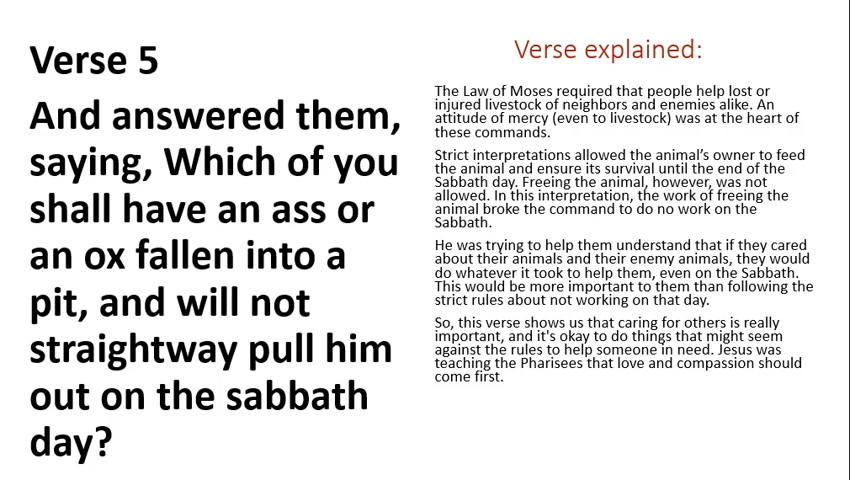 Verse 5
And answered them,
saying, Which of you
shall have an ass or
an ox fallen into a
pit, and will not
straightway pull him
out on the sabbath
day?
Verse explained:
The Law of Moses required that people help lost or
injured livestock of neighbors and enemies alike. An
attitude of mercy (even to livestock) was at the heart of
these commands.
Strict interpretations allowed the animal's owner to feed
the animal and ensure its survival until the end of the
Sabbath day. Freeing the animal, however, was not
allowed. In this interpretation, the work of freeing the
animal broke the command to do no work on the
Sabbath.
He was trying to help them understand that if they cared
about their animals and their enemy animals, they would
do whatever it took to help them, even on the Sabbath.
This would be more important to them than following the
strict rules about not working on that day.
So, this verse shows us that caring for others is really
important, and it's okay to do things that might seem
against the rules to help someone in need. Jesus was
teaching the Pharisees that love and compassion should
come first.